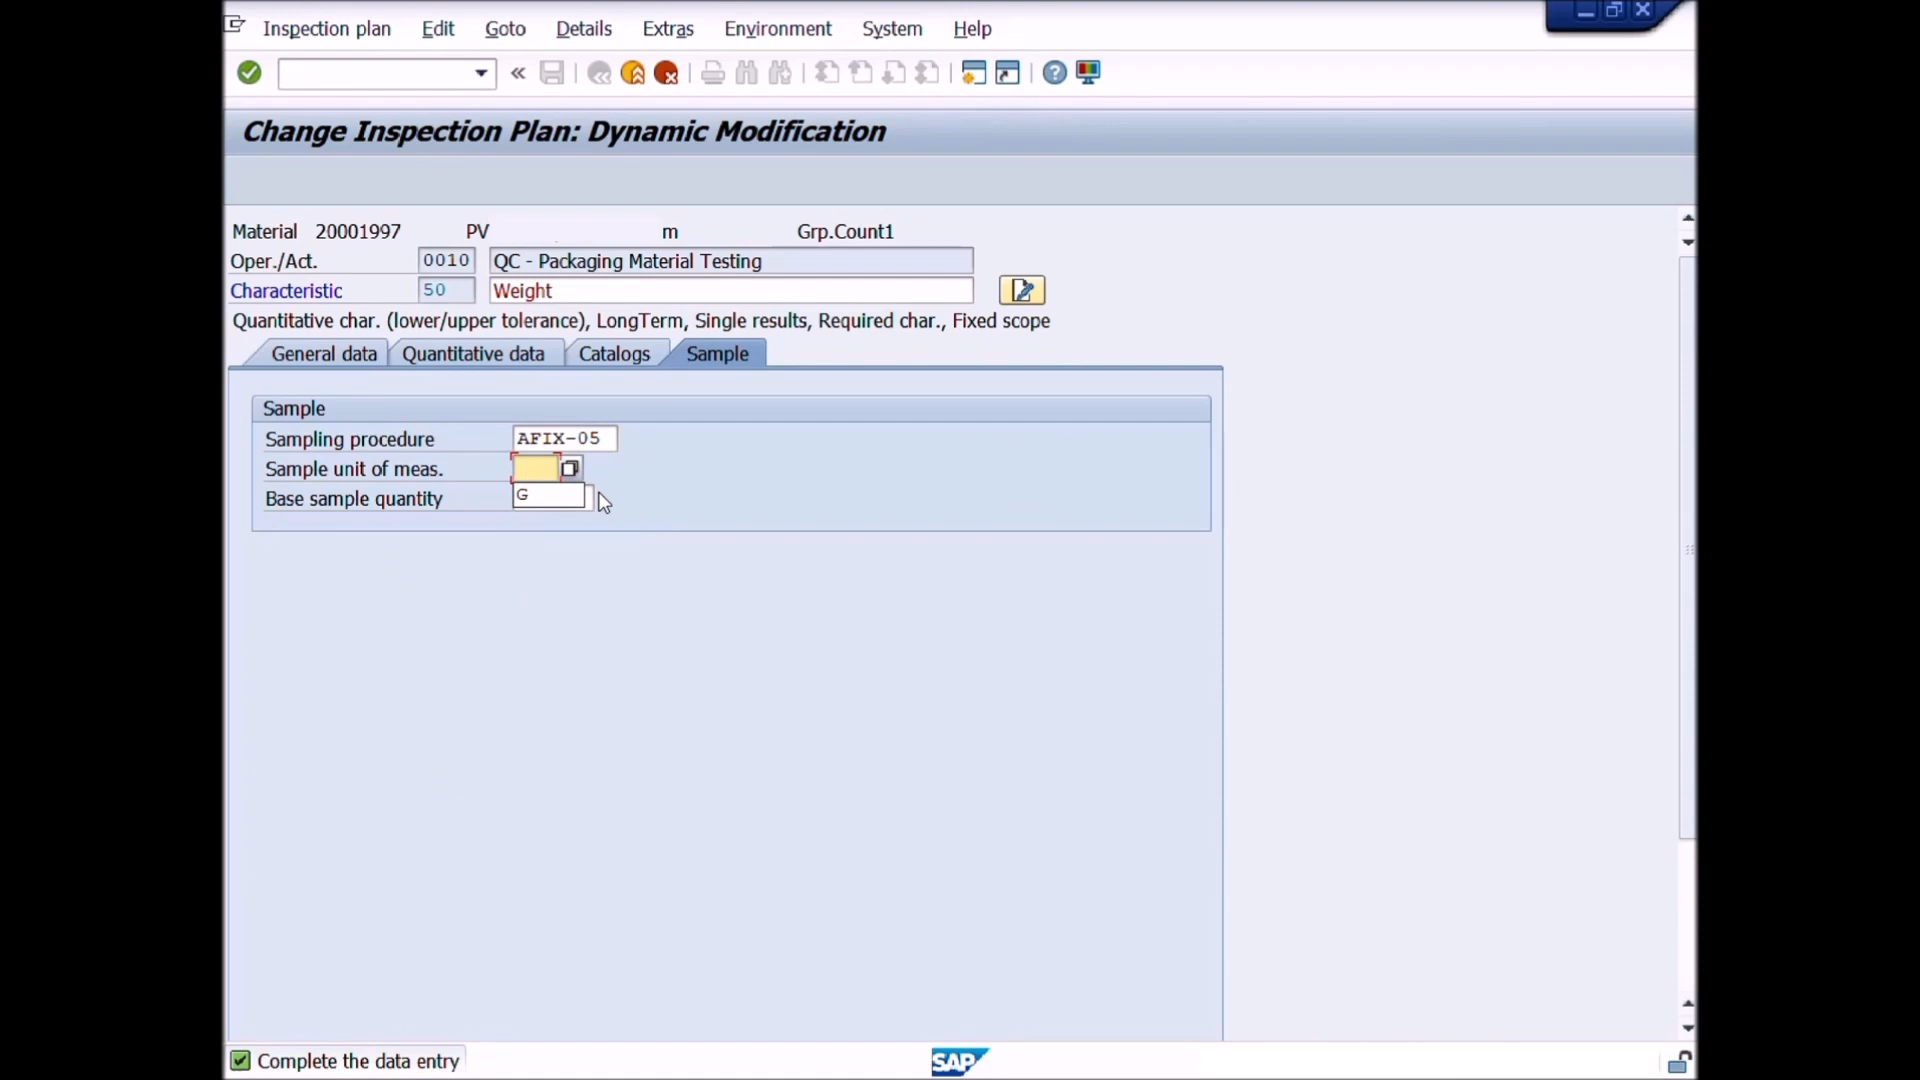 Inspection plan Edit Goto Details Extras Environment System Help
Change Inspection Plan: Dynamic Modification
Material 20001997 PV m Grp.Count1
Oper./Act. 0010 QC - Packaging Material Testing
Characteristic 50 Weight
Quantitative char. (lower/upper tolerance), LongTerm, Single results, Required char., Fixed scope
General data Quantitative data Catalogs Sample
Sample
Sampling procedure AFIX-05
Sample unit of meas.
G
Base sample quantity
Complete the data entry
SAP